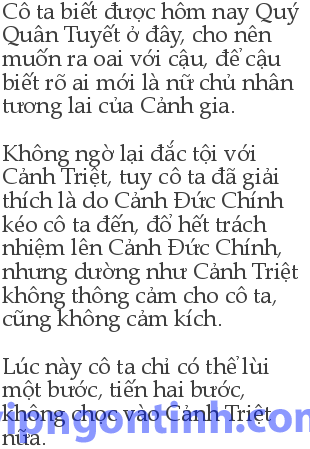 Cô ta biết được hôm nay Quý
Quân Tuyết ở đây, cho nên
muốn ra oai với cậu, để cậu
biết rõ ai mới là nữ chủ nhân
tương lai của Cảnh gia.
Không ngờ lại đắc tội với
Cảnh Triệt, tuy cô ta đã giải
thích là do Cảnh Đức Chính
kéo cô ta đến, đổ hết trách
nhiệm lên Cảnh Đức Chính,
nhưng dường như Cảnh Triệt
không thông cảm cho cô ta,
cũng không cảm kích.
Lúc này cô ta chỉ có thể lùi
một bước, tiến hai bước,
không chọc vào Cảnh Triệt
vipngontinh.com
nữa.